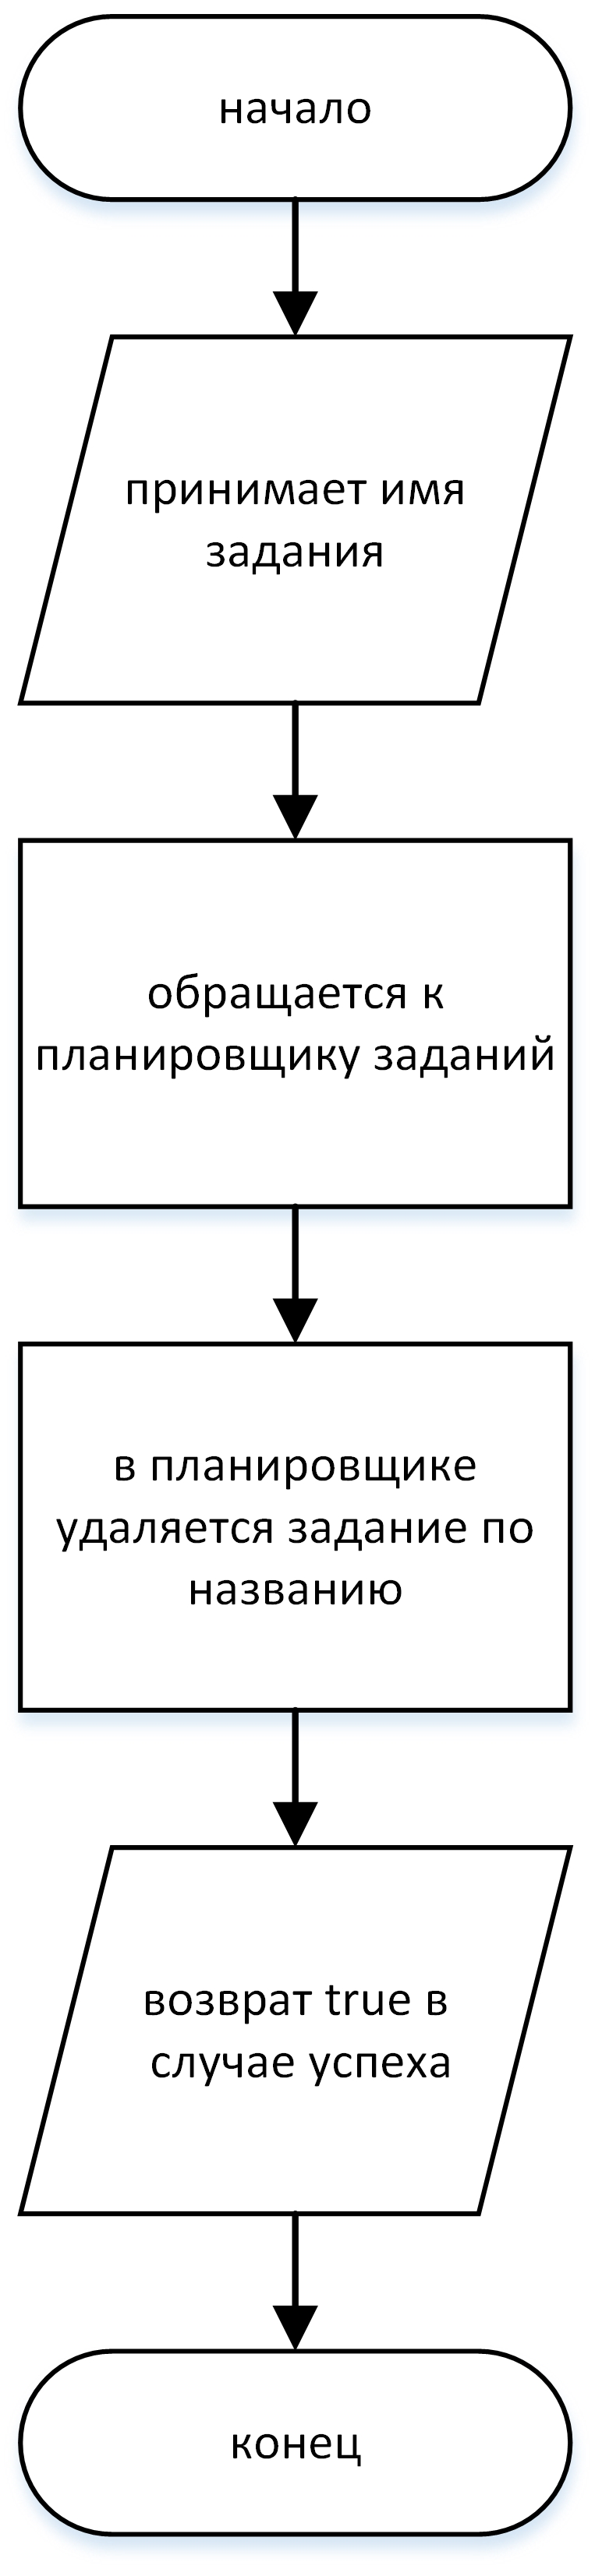 начало
принимает имя
задания
обращается к
планировщику заданий
в планировщике
удаляется задание по
названию
возврат true в
случае успеха
конец